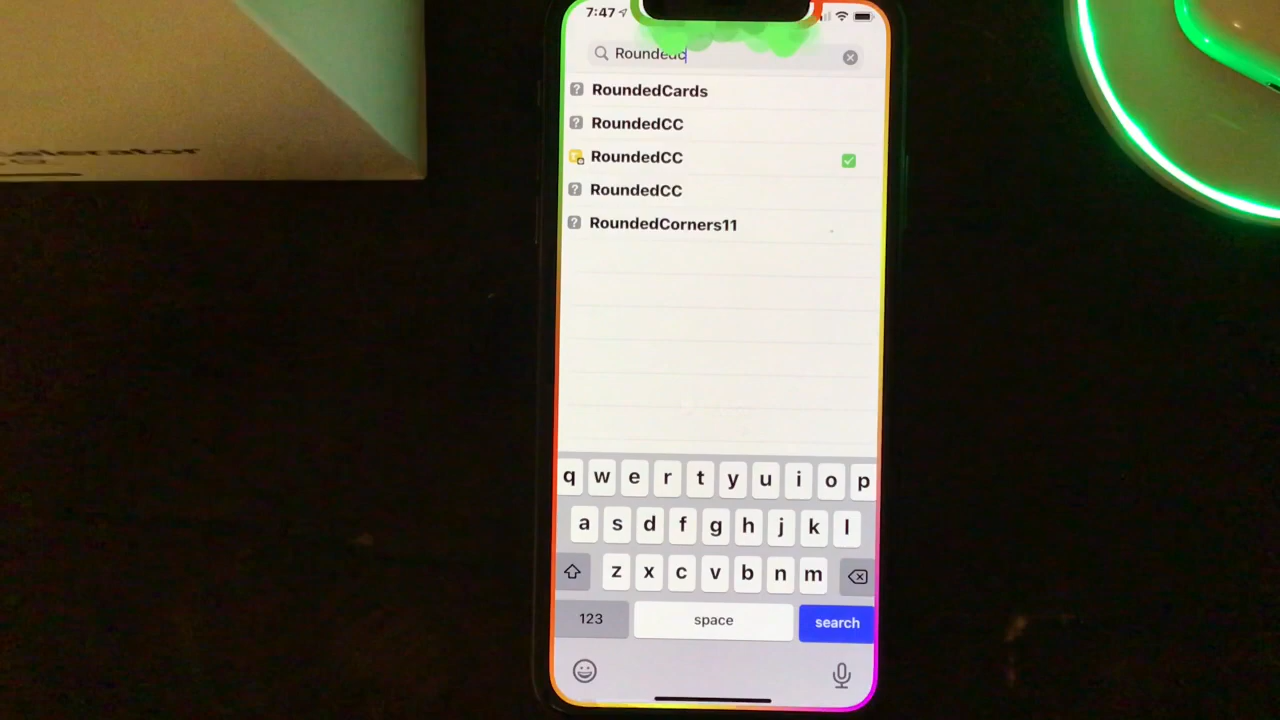 7:47
Roundedc
RoundedCards
RoundedCC
RoundedCC
RoundedCC
RoundedCorners11
q w e r t y u i o p
a s d f g h j k l
z x c v b n m
123 space search